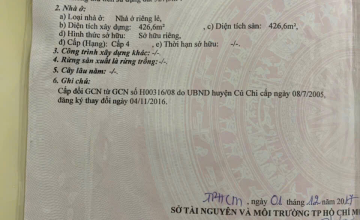 2. Nhà ở:
a) Loại nhà ở: Nhà ở riêng lẻ,
b) Diện tích xây dựng: 426,6m², c) Diện tích sàn: 426,6m²,
d) Hình thức sở hữu: Sở hữu riêng,
đ) Cấp (Hạng): Cấp 4 , e) Thời hạn sở hữu: -/-.
3. Công trình xây dựng khác: -/-.
4. Rừng sản xuất là rừng trồng: -/-.
5. Cây lâu năm: -/-.
6. Ghi chú:
Cấp đổi GCN từ GCN số H00316/08 do UBND huyện Củ Chi cấp ngày 08/7/2005,
đăng ký thay đổi ngày 04/11/2016.
TPHCM, ngày 01 12 2017
SỞ TÀI NGUYÊN VÀ MÔI TRƯỜNG TP HỒ CHÍ MI